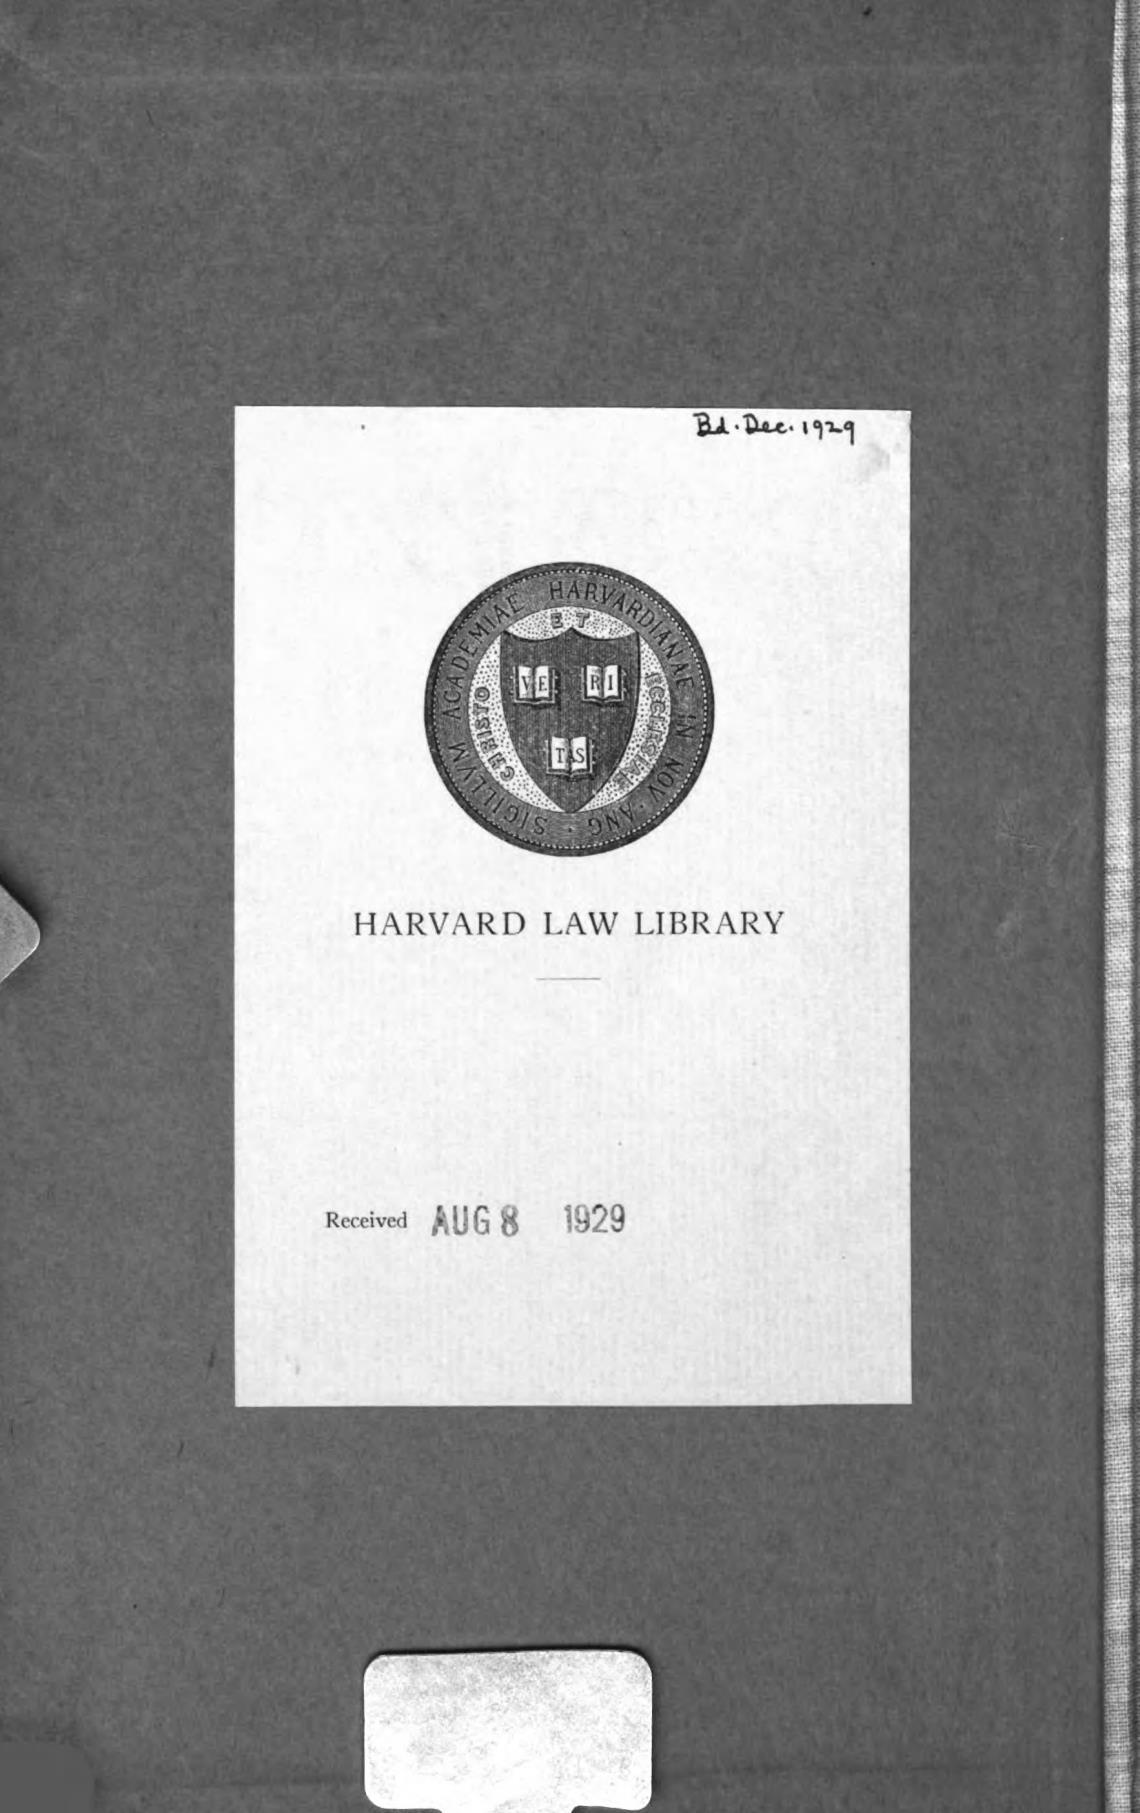 Bd. Dec. 1929
SIGILLVM ACADEMIAE HARVARDIANAE IN NOV. ANG.
CHRISTO ET ECCLESIAE
VE RI
TAS
HARVARD LAW LIBRARY
Received AUG 8 1929